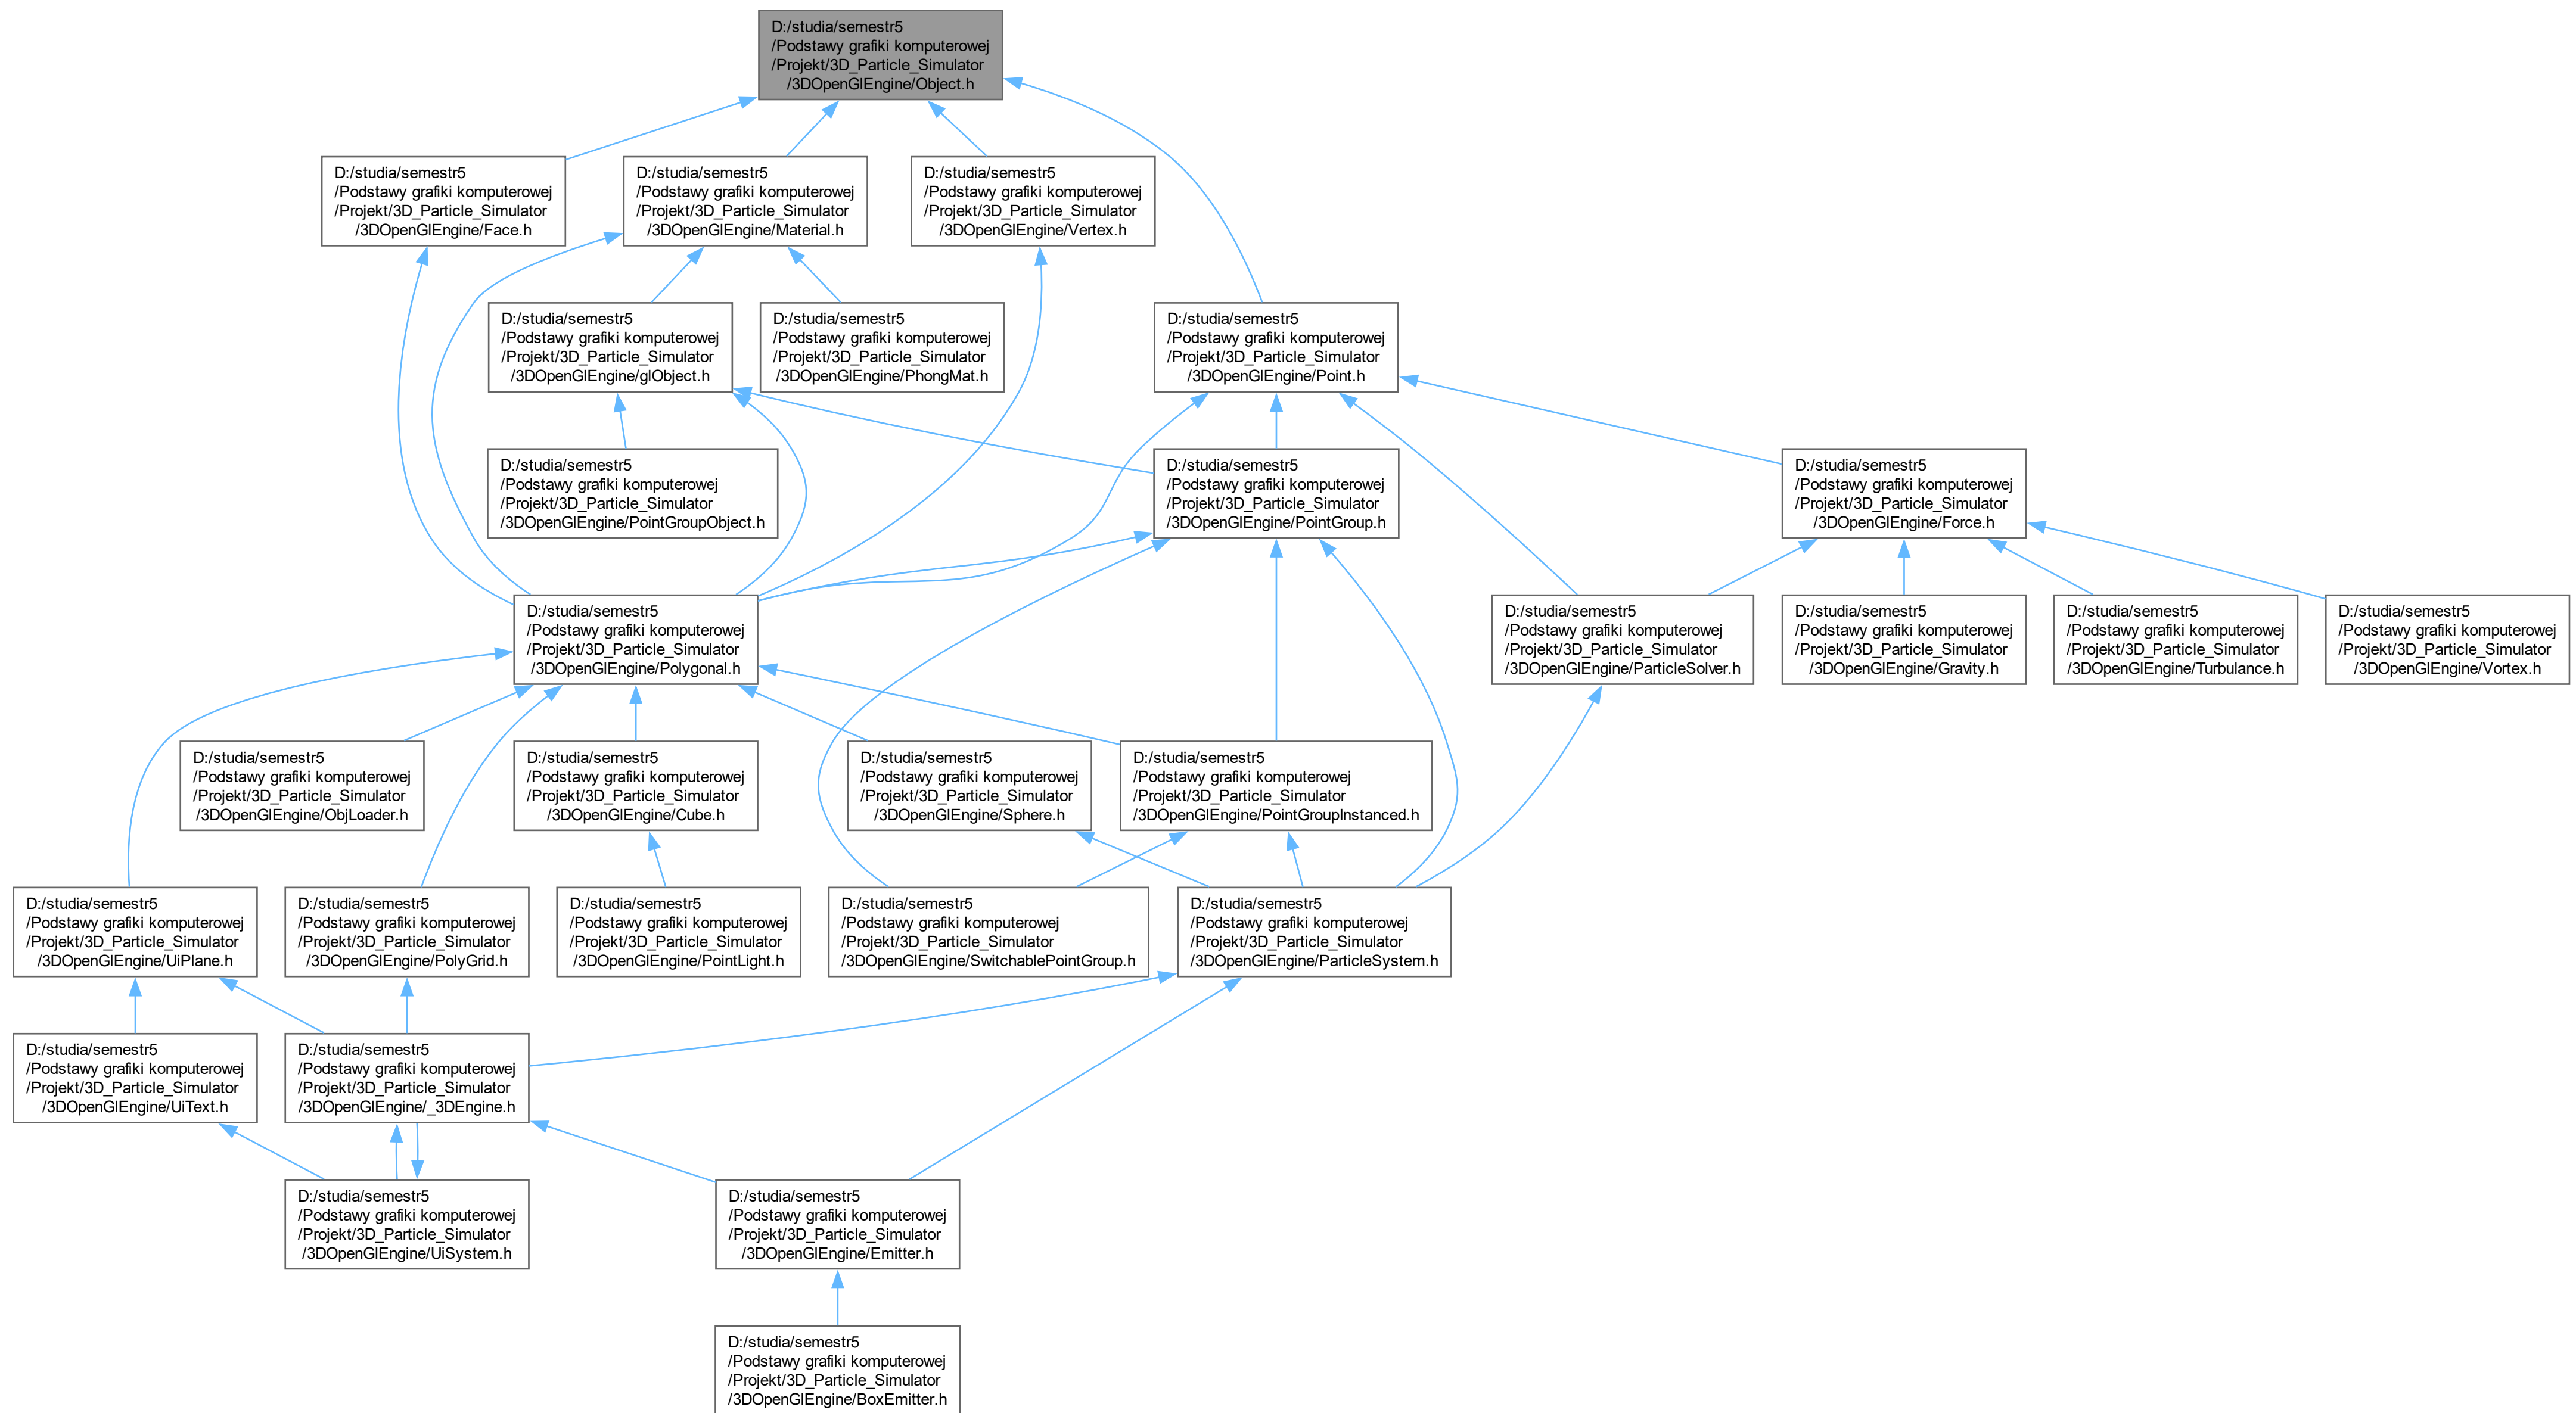 D:/studia/semestr5
/Podstawy grafiki komputerowej
/Projekt/3D_Particle_Simulator
/3DOpenGlEngine/Object.h
D:/studia/semestr5
/Podstawy grafiki komputerowej
/Projekt/3D_Particle_Simulator
/3DOpenGlEngine/Face.h
D:/studia/semestr5
/Podstawy grafiki komputerowej
/Projekt/3D_Particle_Simulator
/3DOpenGlEngine/Material.h
D:/studia/semestr5
/Podstawy grafiki komputerowej
/Projekt/3D_Particle_Simulator
/3DOpenGlEngine/Vertex.h
D:/studia/semestr5
/Podstawy grafiki komputerowej
/Projekt/3D_Particle_Simulator
/3DOpenGlEngine/glObject.h
D:/studia/semestr5
/Podstawy grafiki komputerowej
/Projekt/3D_Particle_Simulator
/3DOpenGlEngine/PhongMat.h
D:/studia/semestr5
/Podstawy grafiki komputerowej
/Projekt/3D_Particle_Simulator
/3DOpenGlEngine/Point.h
D:/studia/semestr5
/Podstawy grafiki komputerowej
/Projekt/3D_Particle_Simulator
/3DOpenGlEngine/PointGroupObject.h
D:/studia/semestr5
/Podstawy grafiki komputerowej
/Projekt/3D_Particle_Simulator
/3DOpenGlEngine/PointGroup.h
D:/studia/semestr5
/Podstawy grafiki komputerowej
/Projekt/3D_Particle_Simulator
/3DOpenGlEngine/Force.h
D:/studia/semestr5
/Podstawy grafiki komputerowej
/Projekt/3D_Particle_Simulator
/3DOpenGlEngine/Polygonal.h
D:/studia/semestr5
/Podstawy grafiki komputerowej
/Projekt/3D_Particle_Simulator
/3DOpenGlEngine/ParticleSolver.h
D:/studia/semestr5
/Podstawy grafiki komputerowej
/Projekt/3D_Particle_Simulator
/3DOpenGlEngine/Gravity.h
D:/studia/semestr5
/Podstawy grafiki komputerowej
/Projekt/3D_Particle_Simulator
/3DOpenGlEngine/Turbulance.h
D:/studia/semestr5
/Podstawy grafiki komputerowej
/Projekt/3D_Particle_Simulator
/3DOpenGlEngine/Vortex.h
D:/studia/semestr5
/Podstawy grafiki komputerowej
/Projekt/3D_Particle_Simulator
/3DOpenGlEngine/ObjLoader.h
D:/studia/semestr5
/Podstawy grafiki komputerowej
/Projekt/3D_Particle_Simulator
/3DOpenGlEngine/Cube.h
D:/studia/semestr5
/Podstawy grafiki komputerowej
/Projekt/3D_Particle_Simulator
/3DOpenGlEngine/Sphere.h
D:/studia/semestr5
/Podstawy grafiki komputerowej
/Projekt/3D_Particle_Simulator
/3DOpenGlEngine/PointGroupInstanced.h
D:/studia/semestr5
/Podstawy grafiki komputerowej
/Projekt/3D_Particle_Simulator
/3DOpenGlEngine/UiPlane.h
D:/studia/semestr5
/Podstawy grafiki komputerowej
/Projekt/3D_Particle_Simulator
/3DOpenGlEngine/PolyGrid.h
D:/studia/semestr5
/Podstawy grafiki komputerowej
/Projekt/3D_Particle_Simulator
/3DOpenGlEngine/PointLight.h
D:/studia/semestr5
/Podstawy grafiki komputerowej
/Projekt/3D_Particle_Simulator
/3DOpenGlEngine/SwitchablePointGroup.h
D:/studia/semestr5
/Podstawy grafiki komputerowej
/Projekt/3D_Particle_Simulator
/3DOpenGlEngine/ParticleSystem.h
D:/studia/semestr5
/Podstawy grafiki komputerowej
/Projekt/3D_Particle_Simulator
/3DOpenGlEngine/UiText.h
D:/studia/semestr5
/Podstawy grafiki komputerowej
/Projekt/3D_Particle_Simulator
/3DOpenGlEngine/_3DEngine.h
D:/studia/semestr5
/Podstawy grafiki komputerowej
/Projekt/3D_Particle_Simulator
/3DOpenGlEngine/UiSystem.h
D:/studia/semestr5
/Podstawy grafiki komputerowej
/Projekt/3D_Particle_Simulator
/3DOpenGlEngine/Emitter.h
D:/studia/semestr5
/Podstawy grafiki komputerowej
/Projekt/3D_Particle_Simulator
/3DOpenGlEngine/BoxEmitter.h